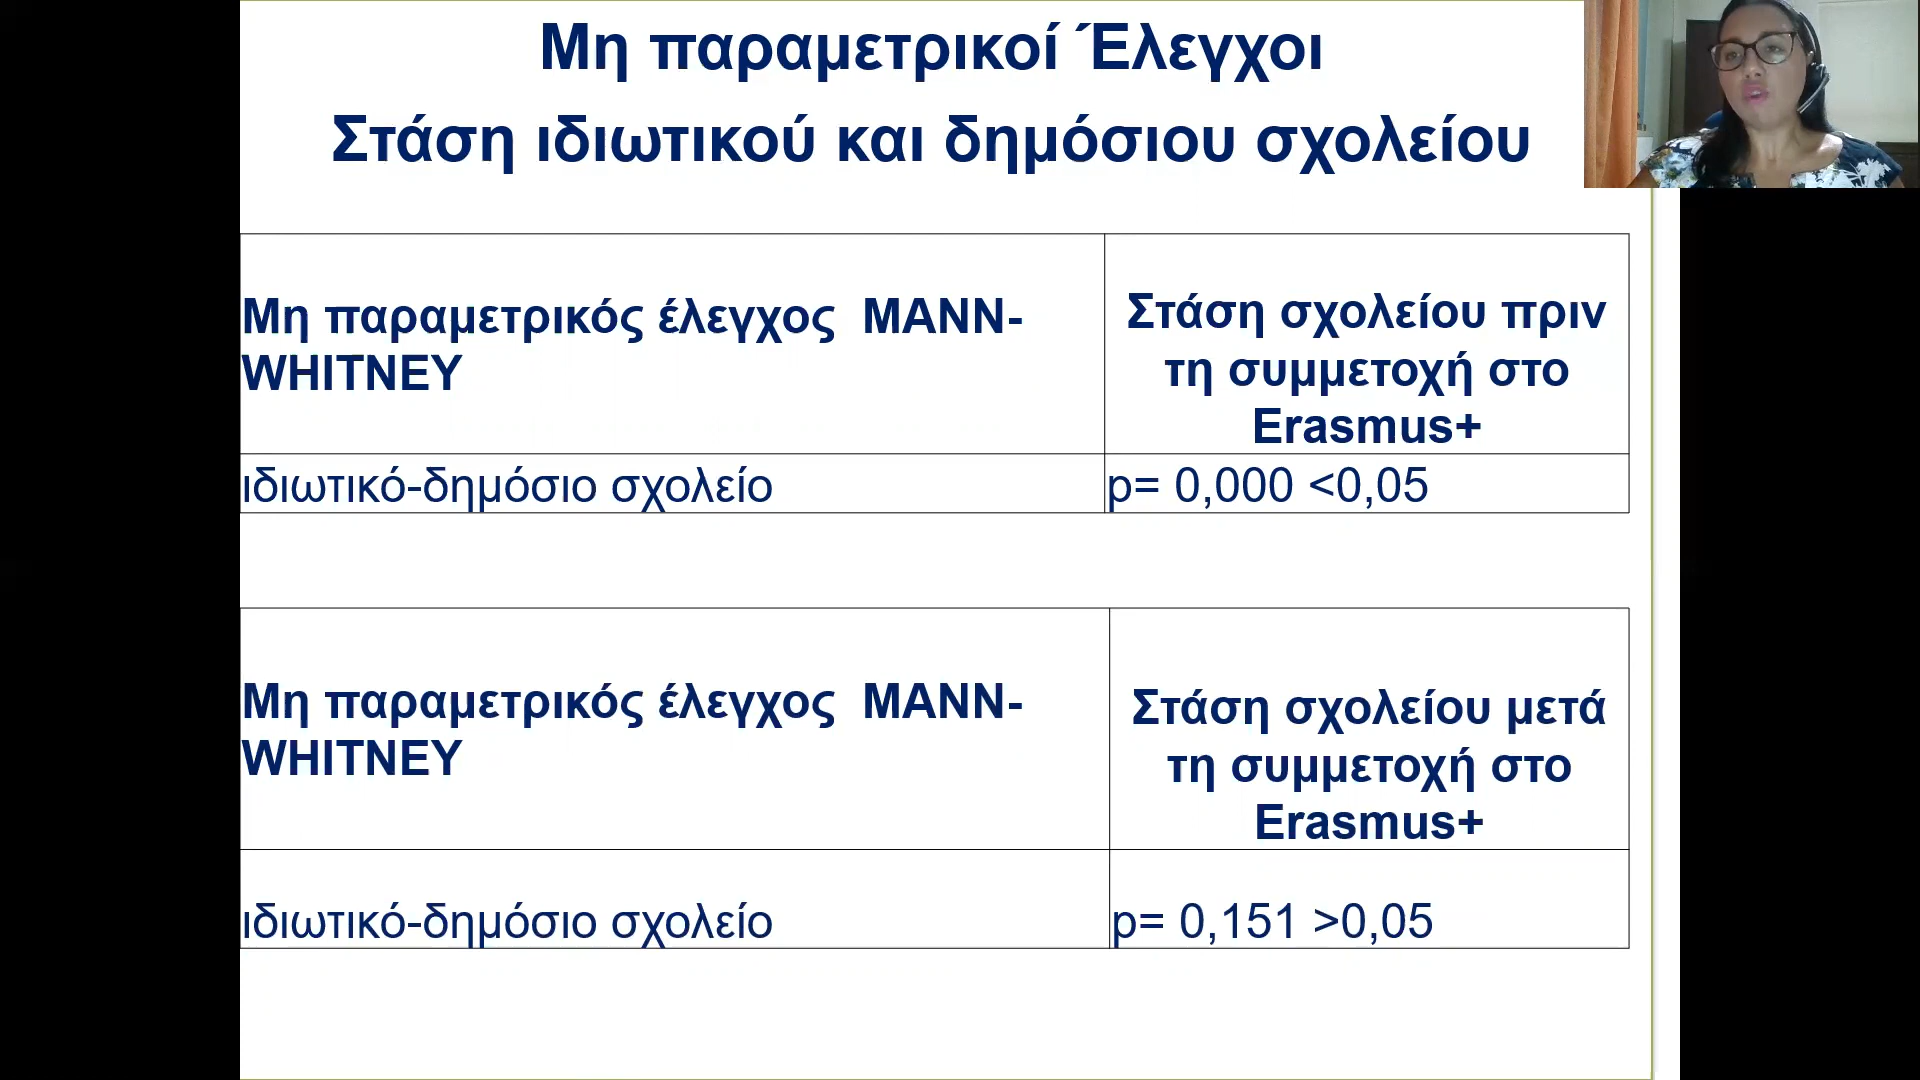 Μη παραμετρικοί Έλεγχοι
Στάση ιδιωτικού και δημόσιου σχολείου
Μη παραμετρικός έλεγχος MANN-
WHITNEY
Στάση σχολείου πριν
τη συμμετοχή στο
Erasmus+
ιδιωτικό-δημόσιο σχολείο
p= 0,000 <0,05
Μη παραμετρικός έλεγχος MANN-
WHITNEY
Στάση σχολείου μετά
τη συμμετοχή στο
Erasmus+
ιδιωτικό-δημόσιο σχολείο
p= 0,151 >0,05